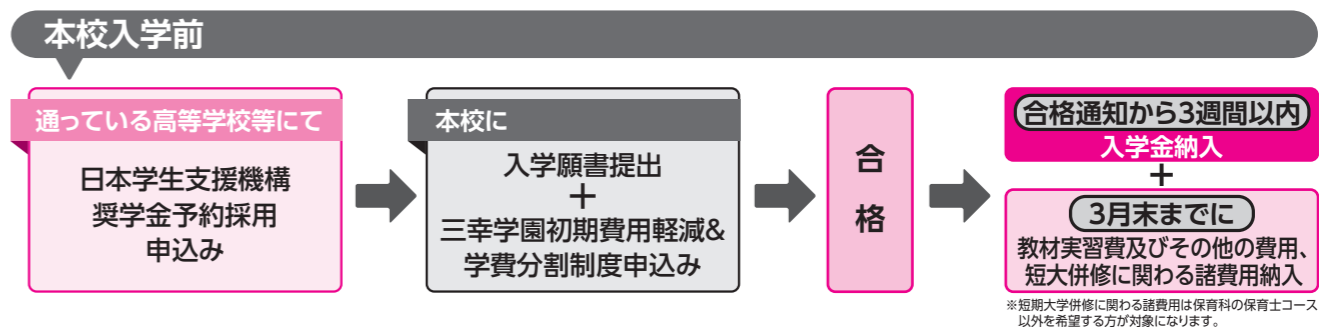 本校入学前
通っている高等学校等にて
日本学生支援機構
奨学金予約採用
申込み
本校に
入学願書提出
+
三幸学園初期費用軽減&
学費分割制度申込み
合
格
合格通知から3週間以内
入学金納入
+
3月末までに
教材実習費及びその他の費用、
短大併修に関わる諸費用納入
※短期大学併修に関わる諸費用は保育科の保育士コース
以外を希望する方が対象になります。